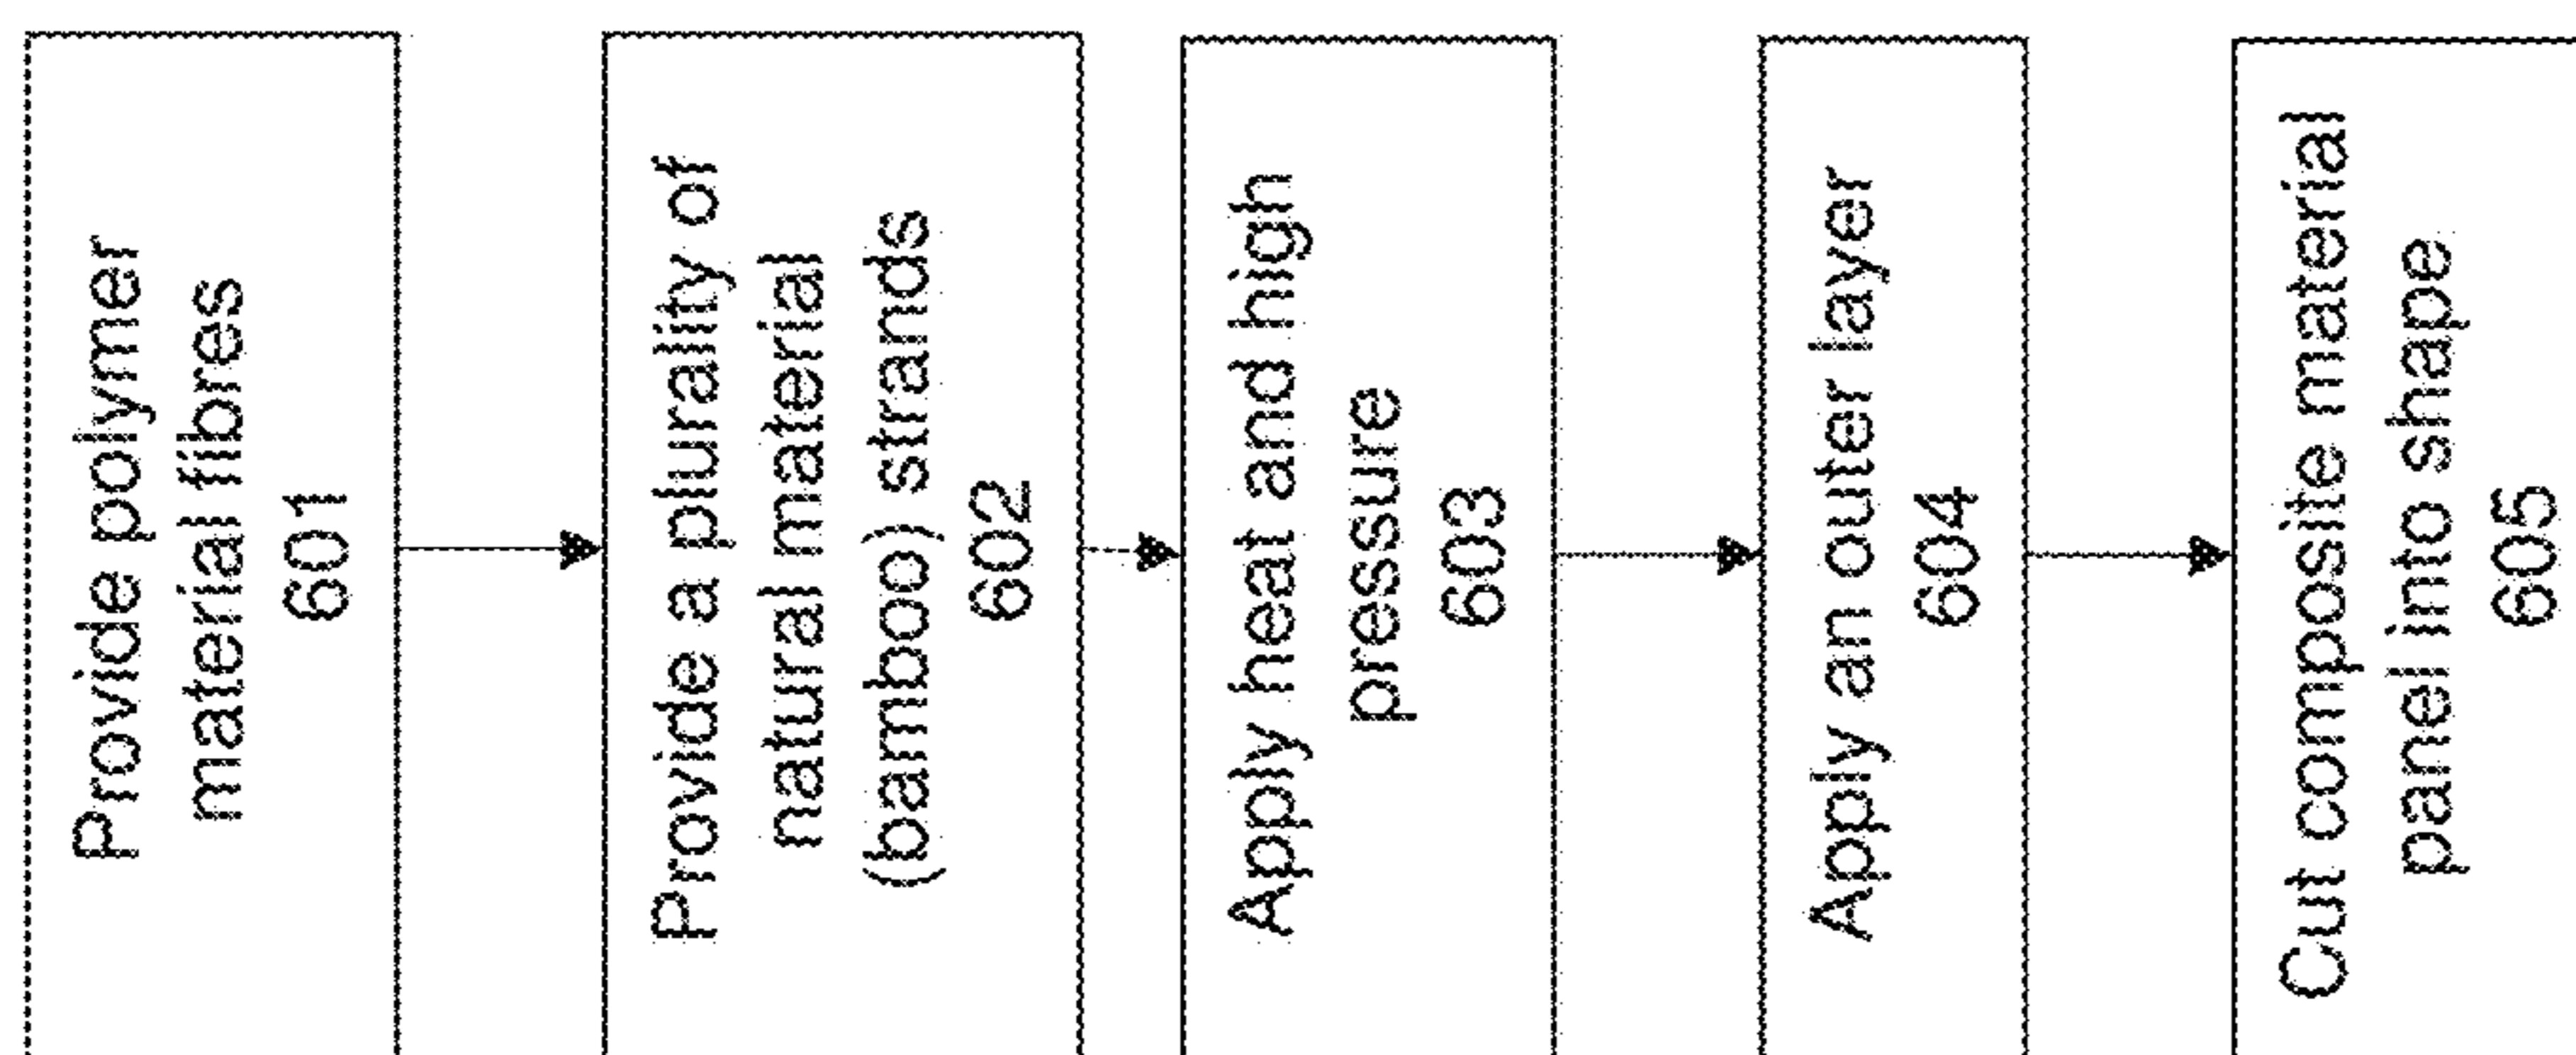 Provide polymer
material fibres
601
Provide a plurality of
natural material
(bamboo) strands
602
Apply heat and high
pressure
603
Apply an outer layer
604
Cut composite material
panel into shape
605